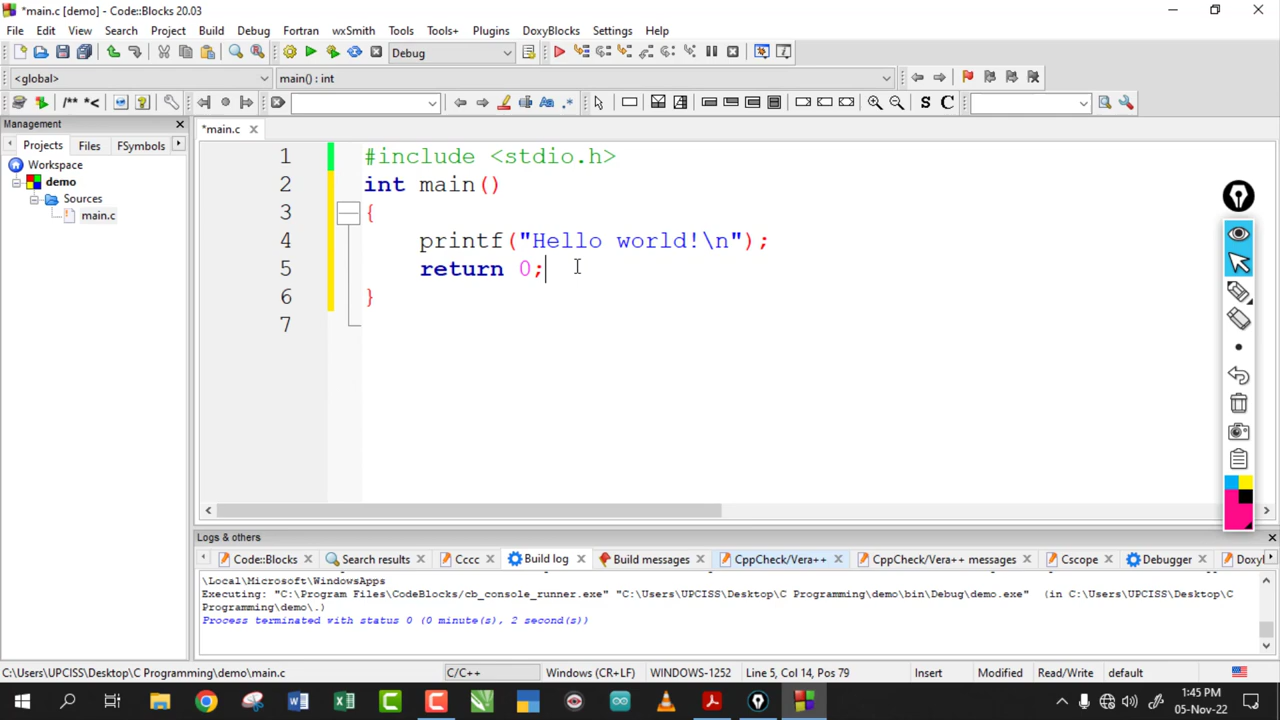 *main.c [demo] - Code::Blocks 20.03
File Edit View Search Project Build Debug Fortran wxSmith Tools Tools+ Plugins DoxyBlocks Settings Help
Debug
<global> main() : int
/** *< Aa .* S C
Management
Projects Files FSymbols
Workspace
demo
Sources
main.c
*main.c
1 #include <stdio.h>
2 int main()
3 {
4 printf("Hello world!\n");
5 return 0;
6 }
7
Logs & others
Code::Blocks Search results Cccc Build log Build messages CppCheck/Vera++ CppCheck/Vera++ messages Cscope Debugger DoxyBl
\Local\Microsoft\WindowsApps
Executing: "C:\Program Files\CodeBlocks/cb_console_runner.exe" "C:\Users\UPCISS\Desktop\C Programming\demo\bin\Debug\demo.exe"  (in C:\Users\UPCISS\Desktop\C
Programming\demo\.)
Process terminated with status 0 (0 minute(s), 2 second(s))
C:\Users\UPCISS\Desktop\C Programming\demo\main.c C/C++ Windows (CR+LF) WINDOWS-1252 Line 5, Col 14, Pos 79 Insert Modified Read/Write default
1:45 PM
05-Nov-22